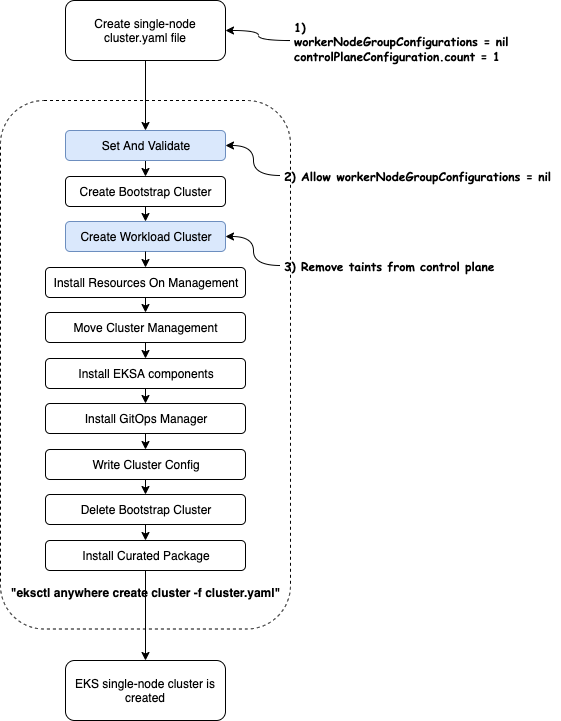 Create single-node
cluster.yaml file
1)
workerNodeGroupConfigurations = nil
controlPlaneConfiguration.count = 1
Set And Validate
2) Allow workerNodeGroupConfigurations = nil
Create Bootstrap Cluster
Create Workload Cluster
3) Remove taints from control plane
Install Resources On Management
Move Cluster Management
Install EKSA components
Install GitOps Manager
Write Cluster Config
Delete Bootstrap Cluster
Install Curated Package
"eksctl anywhere create cluster -f cluster.yaml"
EKS single-node cluster is
created